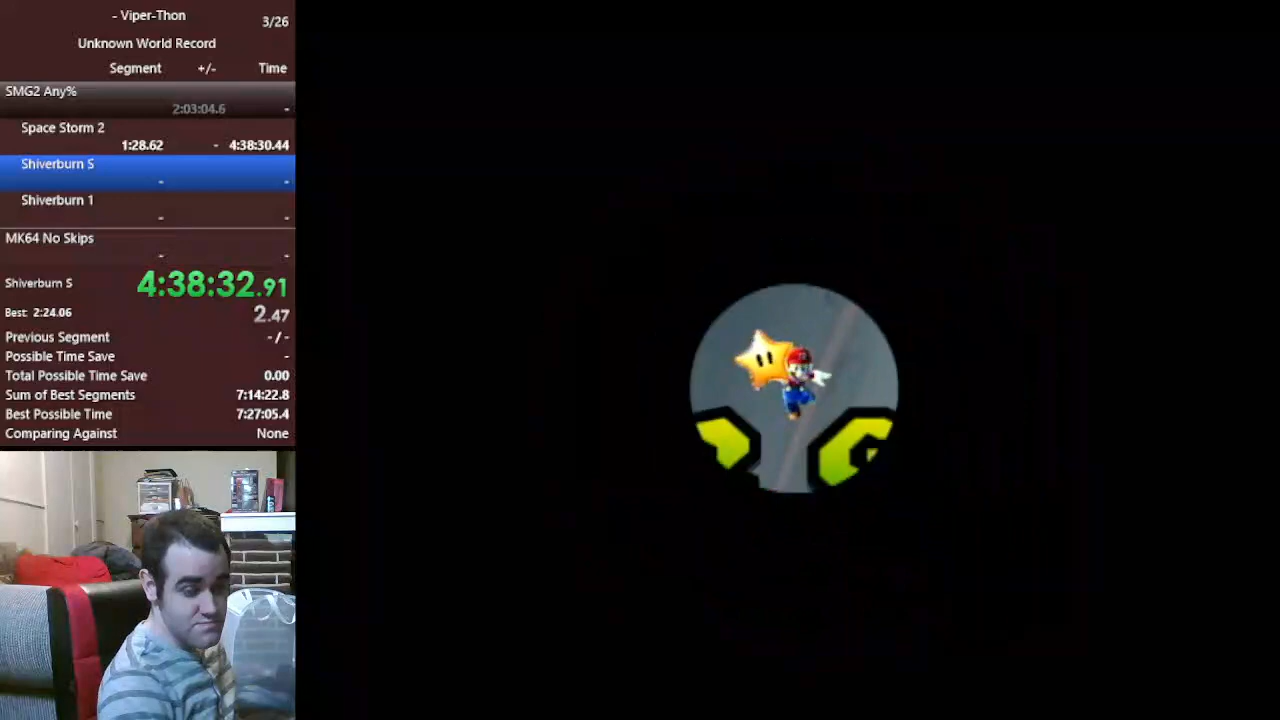 - Viper-Thon
3/26
Unknown World Record
Segment +/- Time
SMG2 Any%
2:03:04.6 -
Space Storm 2
1:28.62 - 4:38:30.44
Shiverburn S
- -
Shiverburn 1
- -
MK64 No Skips
- -
Shiverburn S 4:38:32.91
Best: 2:24.06 2.47
Previous Segment - / -
Possible Time Save -
Total Possible Time Save 0.00
Sum of Best Segments 7:14:22.8
Best Possible Time 7:27:05.4
Comparing Against None